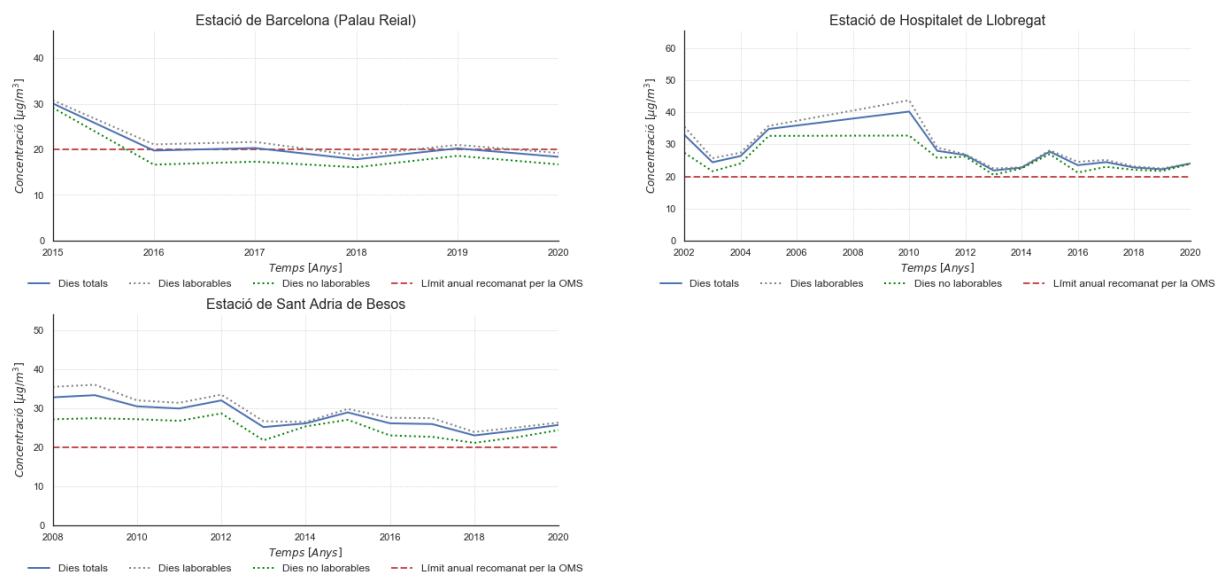 Estació de Barcelona (Palau Reial)
40
30
20
10
0
Concentració [µg/m³]
2015 2016 2017 2018 2019 2020
Temps [Anys]
Dies totals Dies laborables Dies no laborables Límit anual recomanat per la OMS
Estació de Hospitalet de Llobregat
60
50
40
30
20
10
0
Concentració [µg/m³]
2002 2004 2006 2008 2010 2012 2014 2016 2018 2020
Temps [Anys]
Dies totals Dies laborables Dies no laborables Límit anual recomanat per la OMS
Estació de Sant Adria de Besos
50
40
30
20
10
0
Concentració [µg/m³]
2008 2010 2012 2014 2016 2018 2020
Temps [Anys]
Dies totals Dies laborables Dies no laborables Límit anual recomanat per la OMS